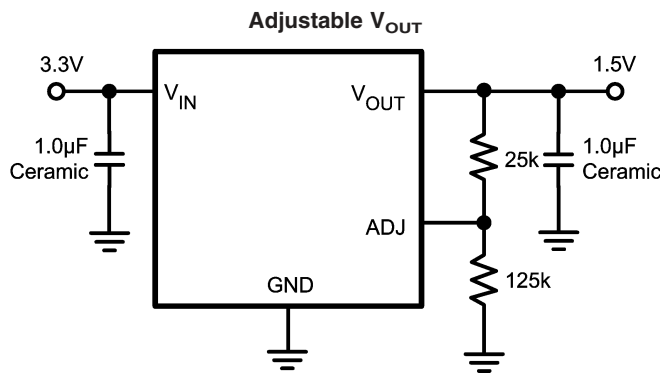 Adjustable VOUT
3.3V
1.5V
VIN
VOUT
1.0µF
Ceramic
25k
1.0µF
Ceramic
ADJ
GND
125k